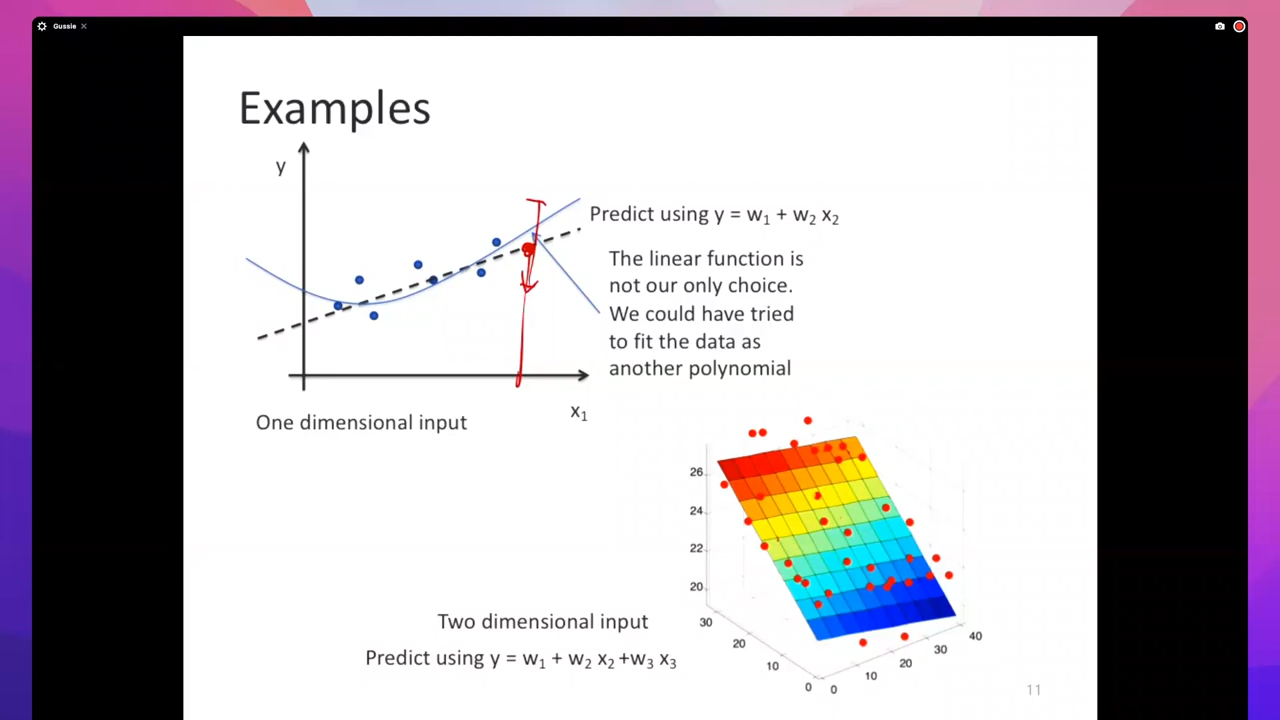 Gussie
Examples
y
Predict using y = w₁ + w₂ x₂
The linear function is
not our only choice.
We could have tried
to fit the data as
another polynomial
x₁
One dimensional input
26
24
22
20
30
20
10
0
0
10
20
30
40
Two dimensional input
Predict using y = w₁ + w₂ x₂ +w₃ x₃
11